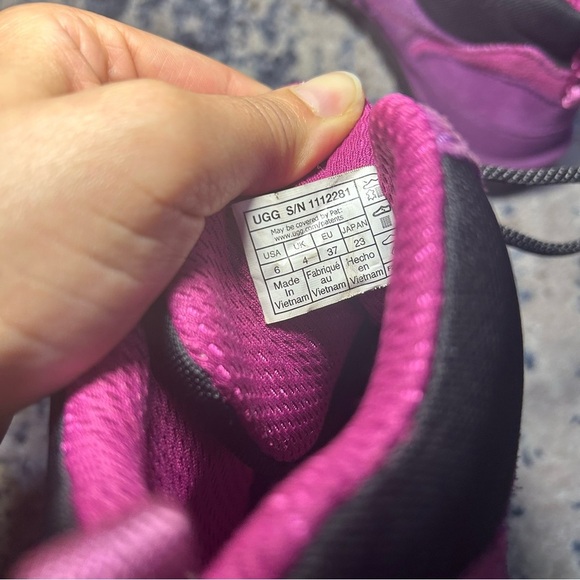 UGG S/N 1112281
May be covered by Pat:
www.ugg.com/patents
USA UK EU JAPAN
6 4 37 23
Made Fabriqué Hecho
In au en
Vietnam Vietnam Vietnam